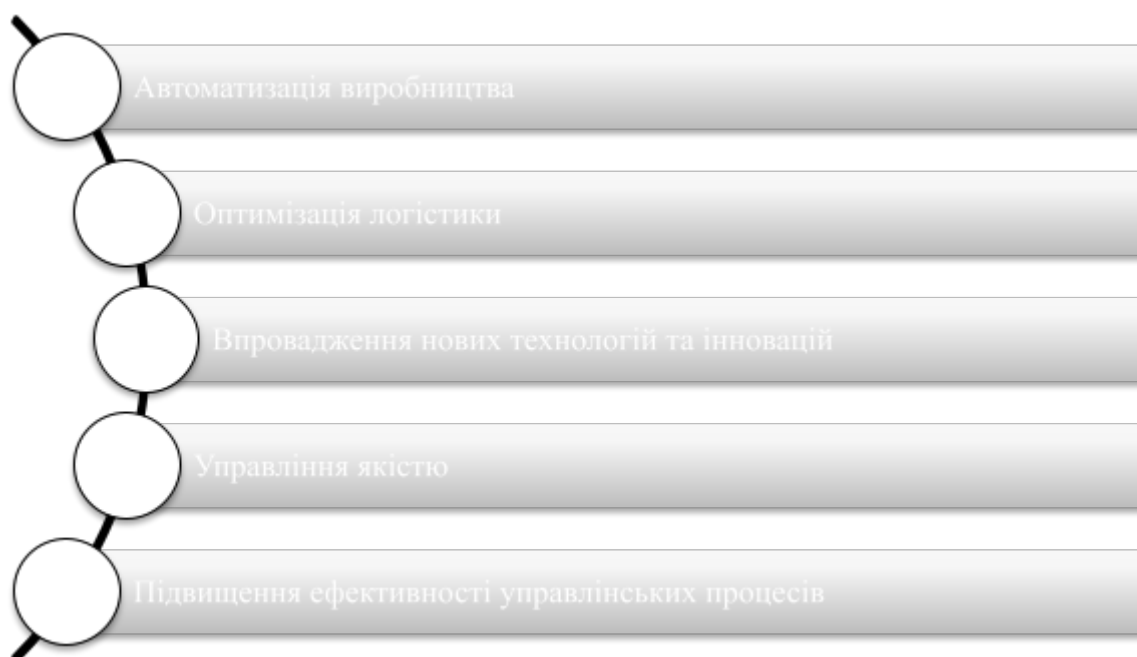 Автоматизація виробництва
Оптимізація логістики
Впровадження нових технологій та інновацій
Управління якістю
Підвищення ефективності управлінських процесів